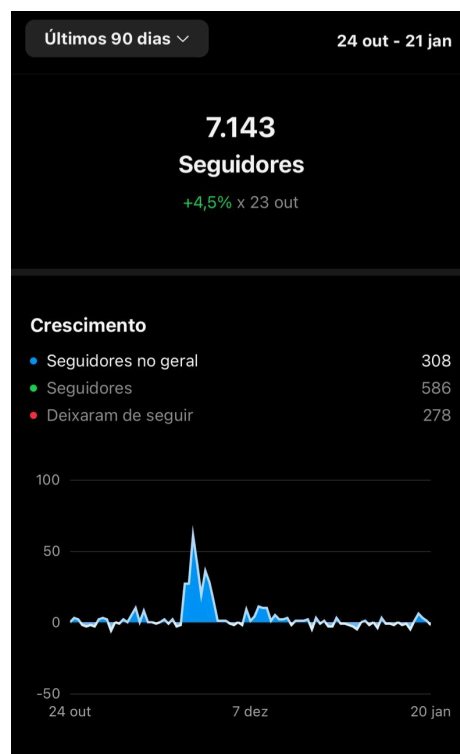 Últimos 90 dias
24 out - 21 jan
7.143
Seguidores
+4,5% x 23 out
Crescimento
Seguidores no geral 308
Seguidores 586
Deixaram de seguir 278
100
50
0
-50
24 out 7 dez 20 jan